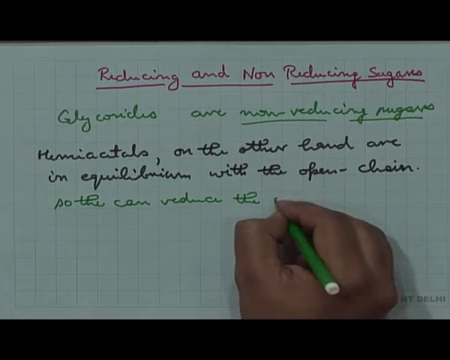 Reducing and Non Reducing Sugars
Glycosides are non-reducing sugars
Hemiacetals, on the other hand are
in equilibrium with the open-chain.
so the can reduce the
IIT DELHI